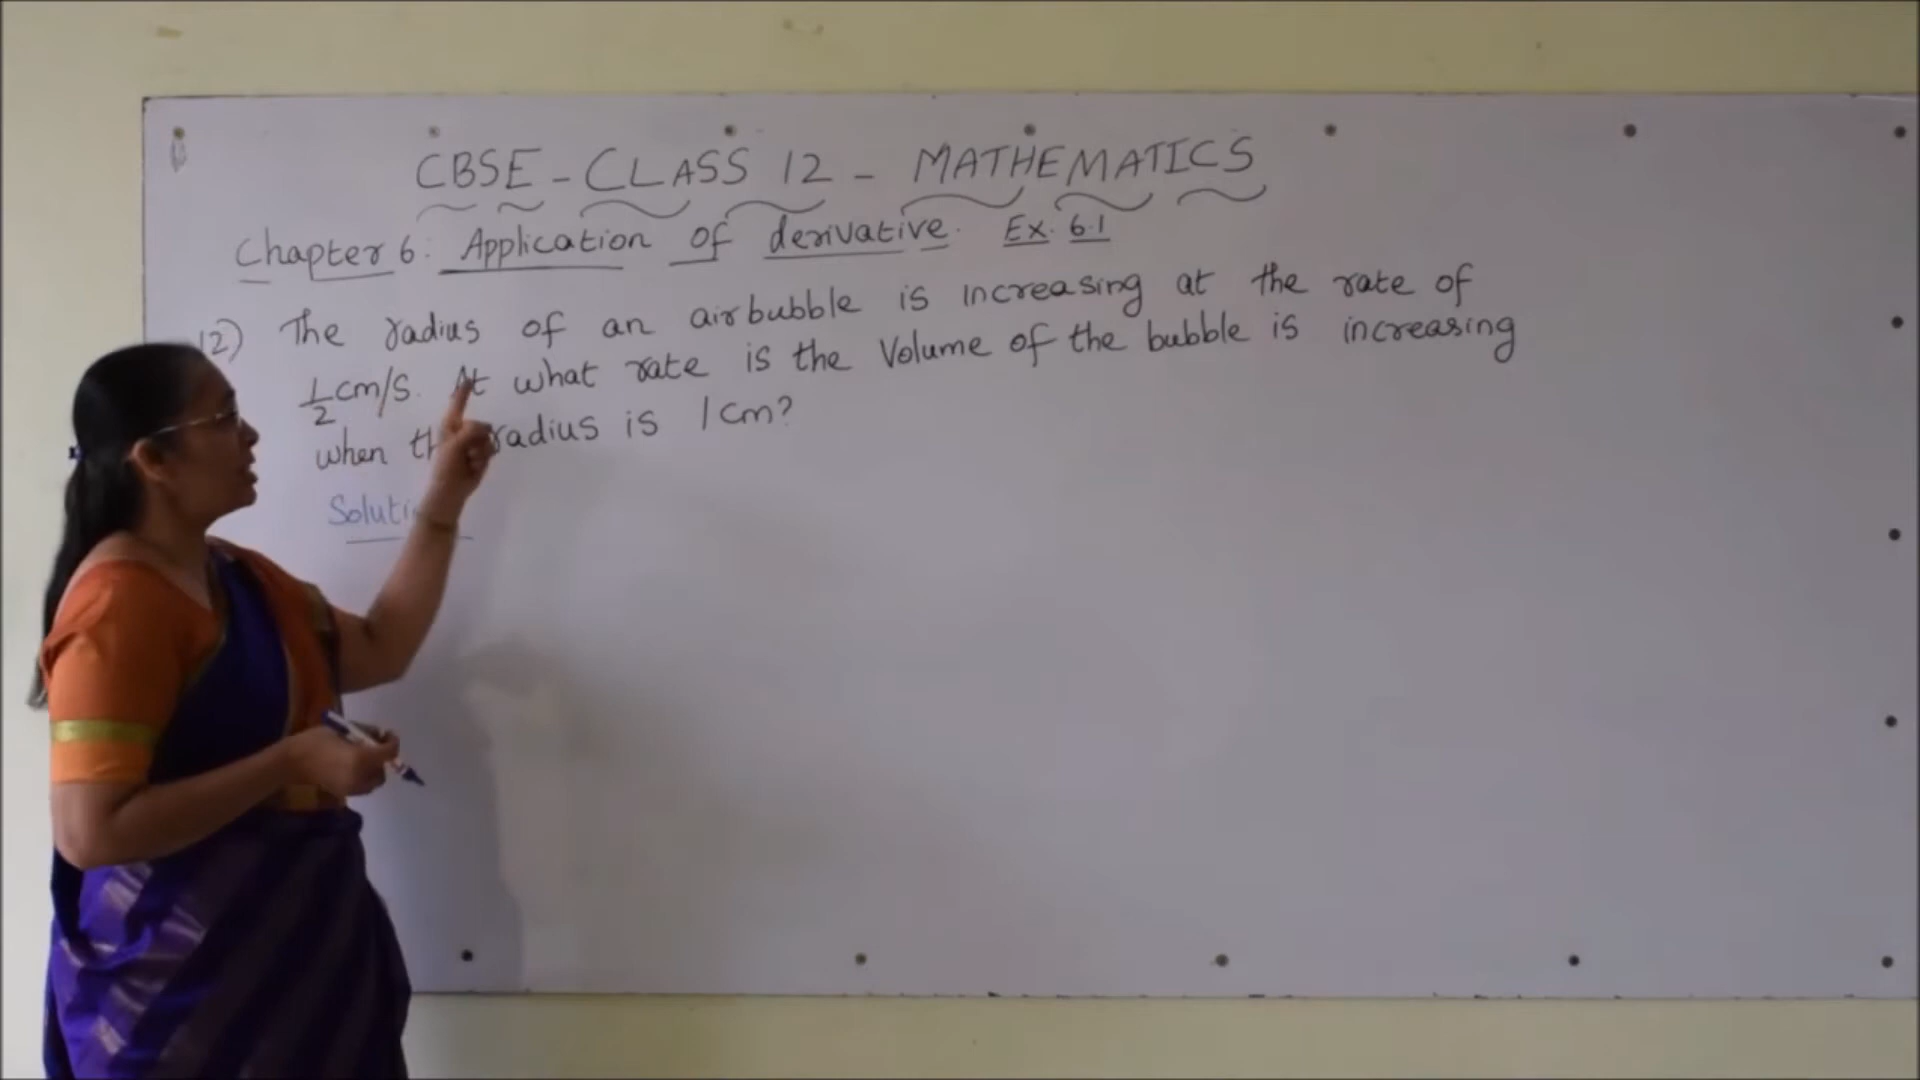 CBSE - CLASS 12 - MATHEMATICS
Chapter 6: Application of derivative. Ex. 6.1
12) The radius of an airbubble is increasing at the rate of
1/2 cm/s. At what rate is the Volume of the bubble is increasing
when radius is 1cm?